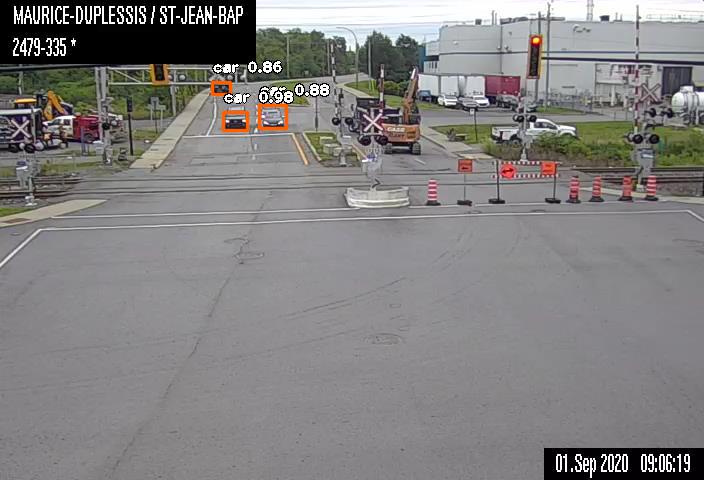 MAURICE-DUPLESSIS / ST-JEAN-BAP
2479-335 *
car 0.86
car 0.88
car 0.98
CASE
01.Sep 2020 09:06:19